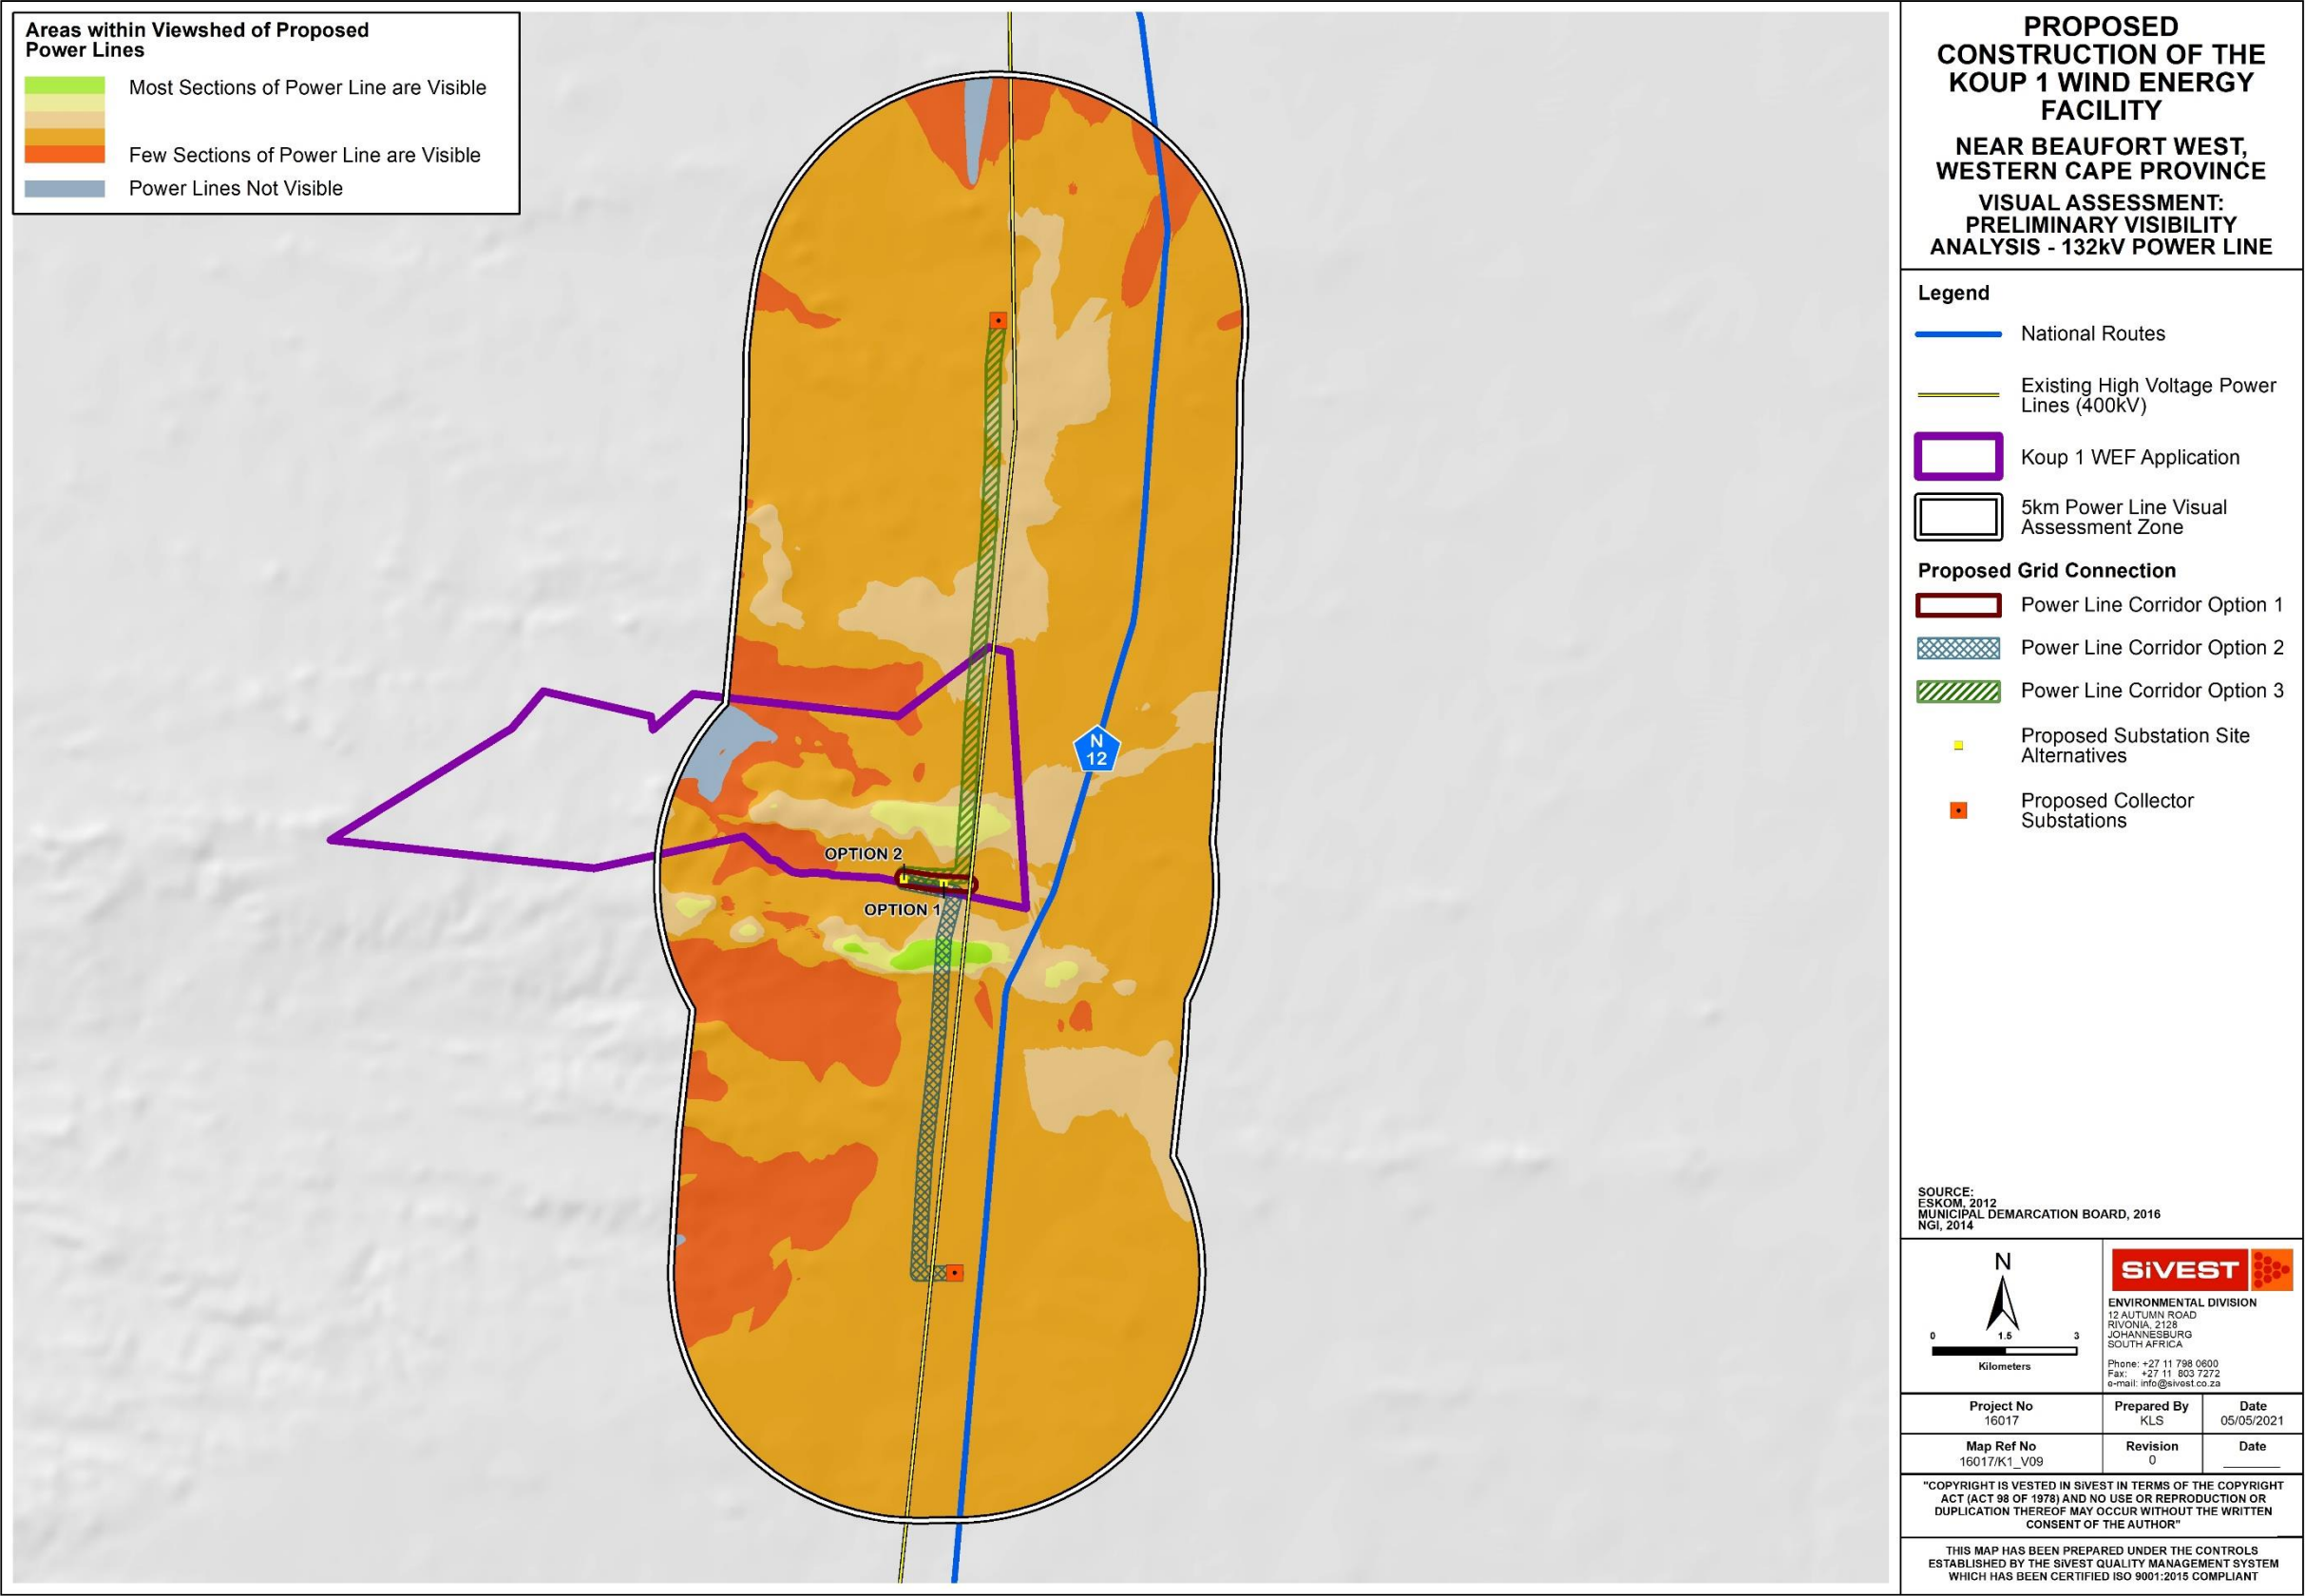 Areas within Viewshed of Proposed
Power Lines
Most Sections of Power Line are Visible
Few Sections of Power Line are Visible
Power Lines Not Visible
N
12
OPTION 2
OPTION 1
PROPOSED
CONSTRUCTION OF THE
KOUP 1 WIND ENERGY
FACILITY
NEAR BEAUFORT WEST,
WESTERN CAPE PROVINCE
VISUAL ASSESSMENT:
PRELIMINARY VISIBILITY
ANALYSIS - 132kV POWER LINE
Legend
National Routes
Existing High Voltage Power
Lines (400kV)
Koup 1 WEF Application
5km Power Line Visual
Assessment Zone
Proposed Grid Connection
Power Line Corridor Option 1
Power Line Corridor Option 2
Power Line Corridor Option 3
Proposed Substation Site
Alternatives
Proposed Collector
Substations
SOURCE:
ESKOM, 2012
MUNICIPAL DEMARCATION BOARD, 2016
NGI, 2014
N
0 1.5 3
Kilometers
SiVEST
ENVIRONMENTAL DIVISION
12 AUTUMN ROAD
RIVONIA, 2128
JOHANNESBURG
SOUTH AFRICA
Phone: +27 11 798 0600
Fax: +27 11 803 7272
e-mail: info@sivest.co.za
Project No
16017
Prepared By
KLS
Date
05/05/2021
Map Ref No
16017/K1_V09
Revision
0
Date
"COPYRIGHT IS VESTED IN SiVEST IN TERMS OF THE COPYRIGHT
ACT (ACT 98 OF 1978) AND NO USE OR REPRODUCTION OR
DUPLICATION THEREOF MAY OCCUR WITHOUT THE WRITTEN
CONSENT OF THE AUTHOR"
THIS MAP HAS BEEN PREPARED UNDER THE CONTROLS
ESTABLISHED BY THE SiVEST QUALITY MANAGEMENT SYSTEM
WHICH HAS BEEN CERTIFIED ISO 9001:2015 COMPLIANT